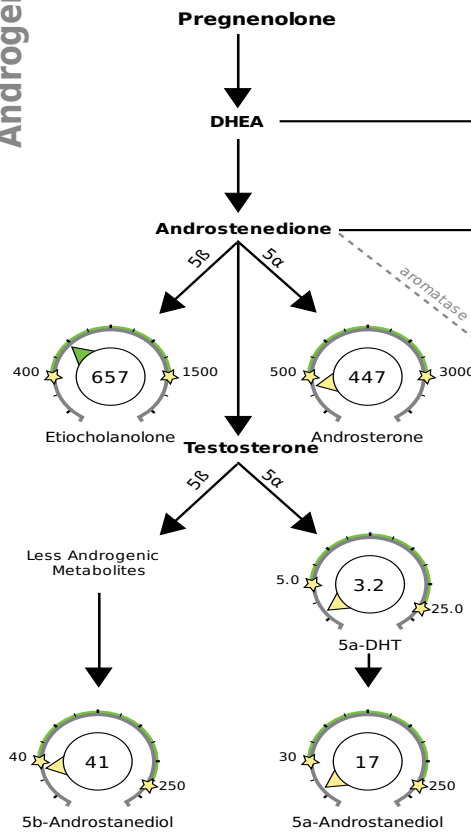 Androge
Pregnenolone
DHEA
Androstenedione
5ß
5α
aromatase
400
657
1500
500
447
3000
Etiocholanolone
Androsterone
Testosterone
5ß
5α
Less Androgenic
Metabolites
5.0
3.2
25.0
5a-DHT
40
41
250
30
17
250
5b-Androstanediol
5a-Androstanediol